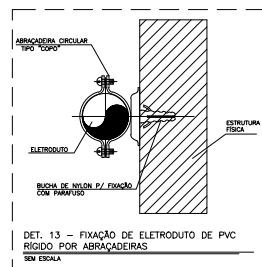 ABRAÇADEIRA CIRCULAR
TIPO "COPO"
ESTRUTURA
FÍSICA
ELETRODUTO
BUCHA DE NYLON P/ FIXAÇÃO
COM PARAFUSO
DET. 13 – FIXAÇÃO DE ELETRODUTO DE PVC
RÍGIDO POR ABRAÇADEIRAS
SEM ESCALA